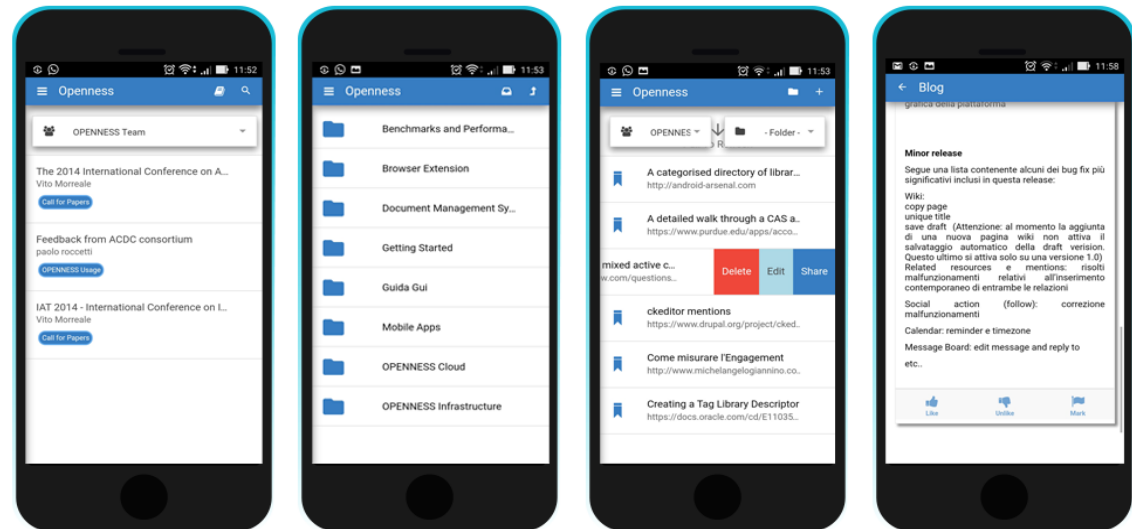 11:52
Openness
OPENNESS Team
The 2014 International Conference on A...
Vito Morreale
Call for Papers
Feedback from ACDC consortium
paolo roccetti
OPENNESS Usage
IAT 2014 - International Conference on I...
Vito Morreale
Call for Papers
11:53
Openness
Benchmarks and Performa...
Browser Extension
Document Management Sy...
Getting Started
Guida Gui
Mobile Apps
OPENNESS Cloud
OPENNESS Infrastructure
11:53
Openness
OPENNES
- Folder -
A categorised directory of librar...
http://android-arsenal.com
A detailed walk through a CAS a..
https://www.purdue.edu/apps/acco...
mixed active c...
w.com/questions...
Delete Edit Share
ckeditor mentions
https://www.drupal.org/project/cked..
Come misurare l'Engagement
http://www.michelangelogiannino.co..
Creating a Tag Library Descriptor
https://docs.oracle.com/cd/E11035...
11:58
Blog
grafica della piattaforma
Minor release
Segue una lista contenente alcuni dei bug fix più
significativi inclusi in questa release:
Wiki:
copy page
unique title
save draft (Attenzione: al momento la aggiunta
di una nuova pagina wiki non attiva il
salvataggio automatico della draft verision.
Questo ultimo si attiva solo su una versione 1.0)
Related resources e mentions: risolti
malfunzionamenti relativi all'inserimento
contemporaneo di entrambe le relazioni
Social action (follow): correzione
malfunzionamenti
Calendar: reminder e timezone
Message Board: edit message and reply to
etc..
Like Unlike Mark